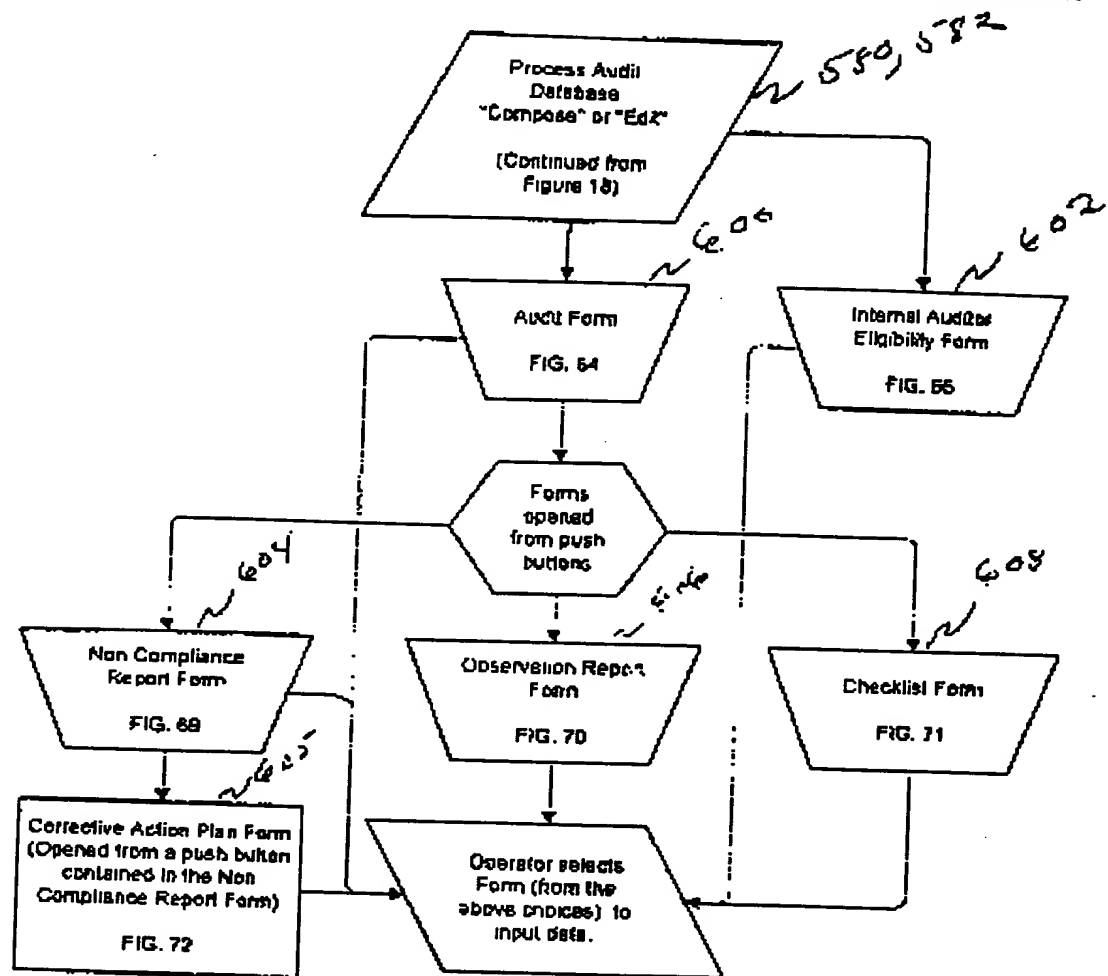 Process Audit
Database
"Compose" or "Edit"
(Continued from
Figure 18)
580, 582
600
602
Audit Form
FIG. 64
Internal Auditor
Eligibility Form
FIG. 65
Forms
opened
from push
buttons
604
608
Non Compliance
Report Form
FIG. 69
Observation Report
Form
FIG. 70
Checklist Form
FIG. 71
Corrective Action Plan Form
(Opened from a push button
contained in the Non
Compliance Report Form)
FIG. 72
Operator selects
Form (from the
above choices) to
input data.